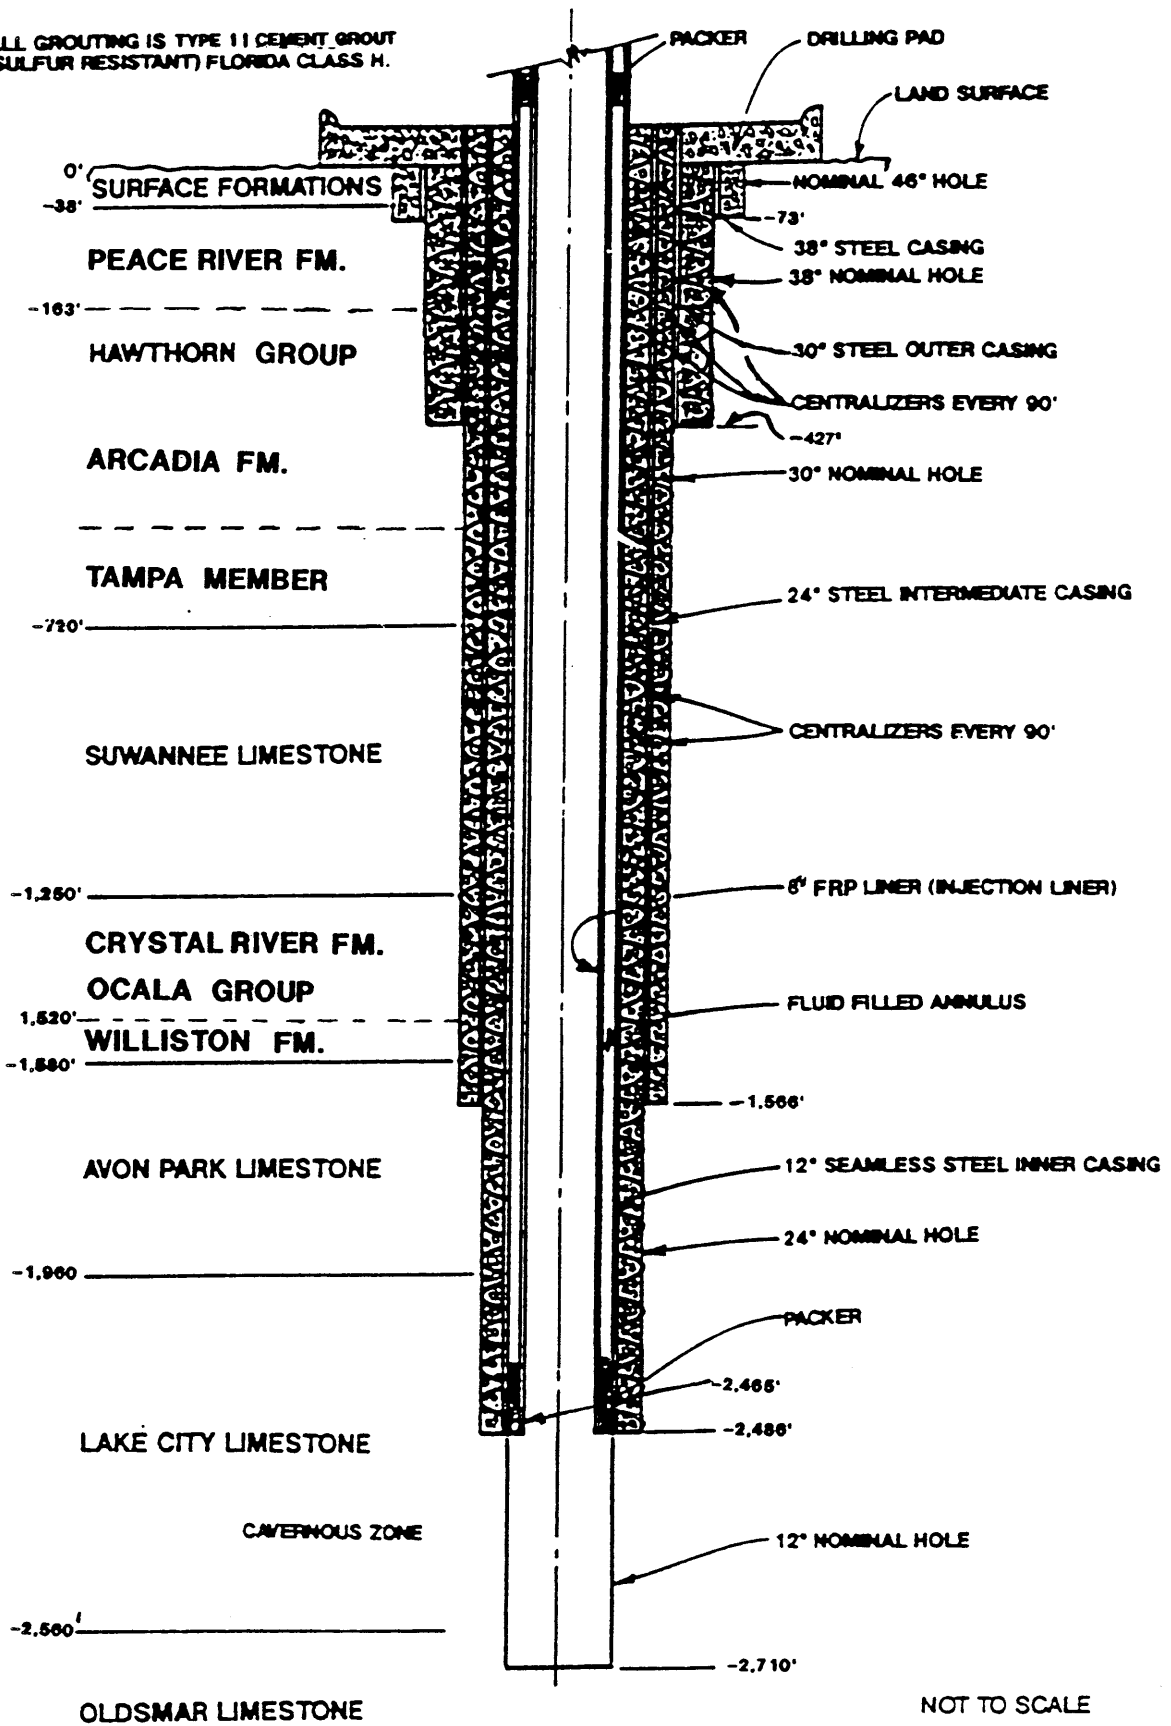 ALL GROUTING IS TYPE 11 CEMENT GROUT
(SULFUR RESISTANT) FLORIDA CLASS H.
PACKER
DRILLING PAD
LAND SURFACE
0'
SURFACE FORMATIONS
NOMINAL 46" HOLE
-38'
-73'
38" STEEL CASING
PEACE RIVER FM.
38" NOMINAL HOLE
-163'
HAWTHORN GROUP
30" STEEL OUTER CASING
CENTRALIZERS EVERY 90'
-427'
ARCADIA FM.
30" NOMINAL HOLE
TAMPA MEMBER
24" STEEL INTERMEDIATE CASING
-720'
CENTRALIZERS EVERY 90'
SUWANNEE LIMESTONE
-1,250'
8" FRP LINER (INJECTION LINER)
CRYSTAL RIVER FM.
OCALA GROUP
FLUID FILLED ANNULUS
1,520'
WILLISTON FM.
-1,580'
-1,566'
AVON PARK LIMESTONE
12" SEAMLESS STEEL INNER CASING
24" NOMINAL HOLE
-1,960
PACKER
-2,465'
-2,486'
LAKE CITY LIMESTONE
CAVERNOUS ZONE
12" NOMINAL HOLE
-2,560'
-2,710'
OLDSMAR LIMESTONE
NOT TO SCALE